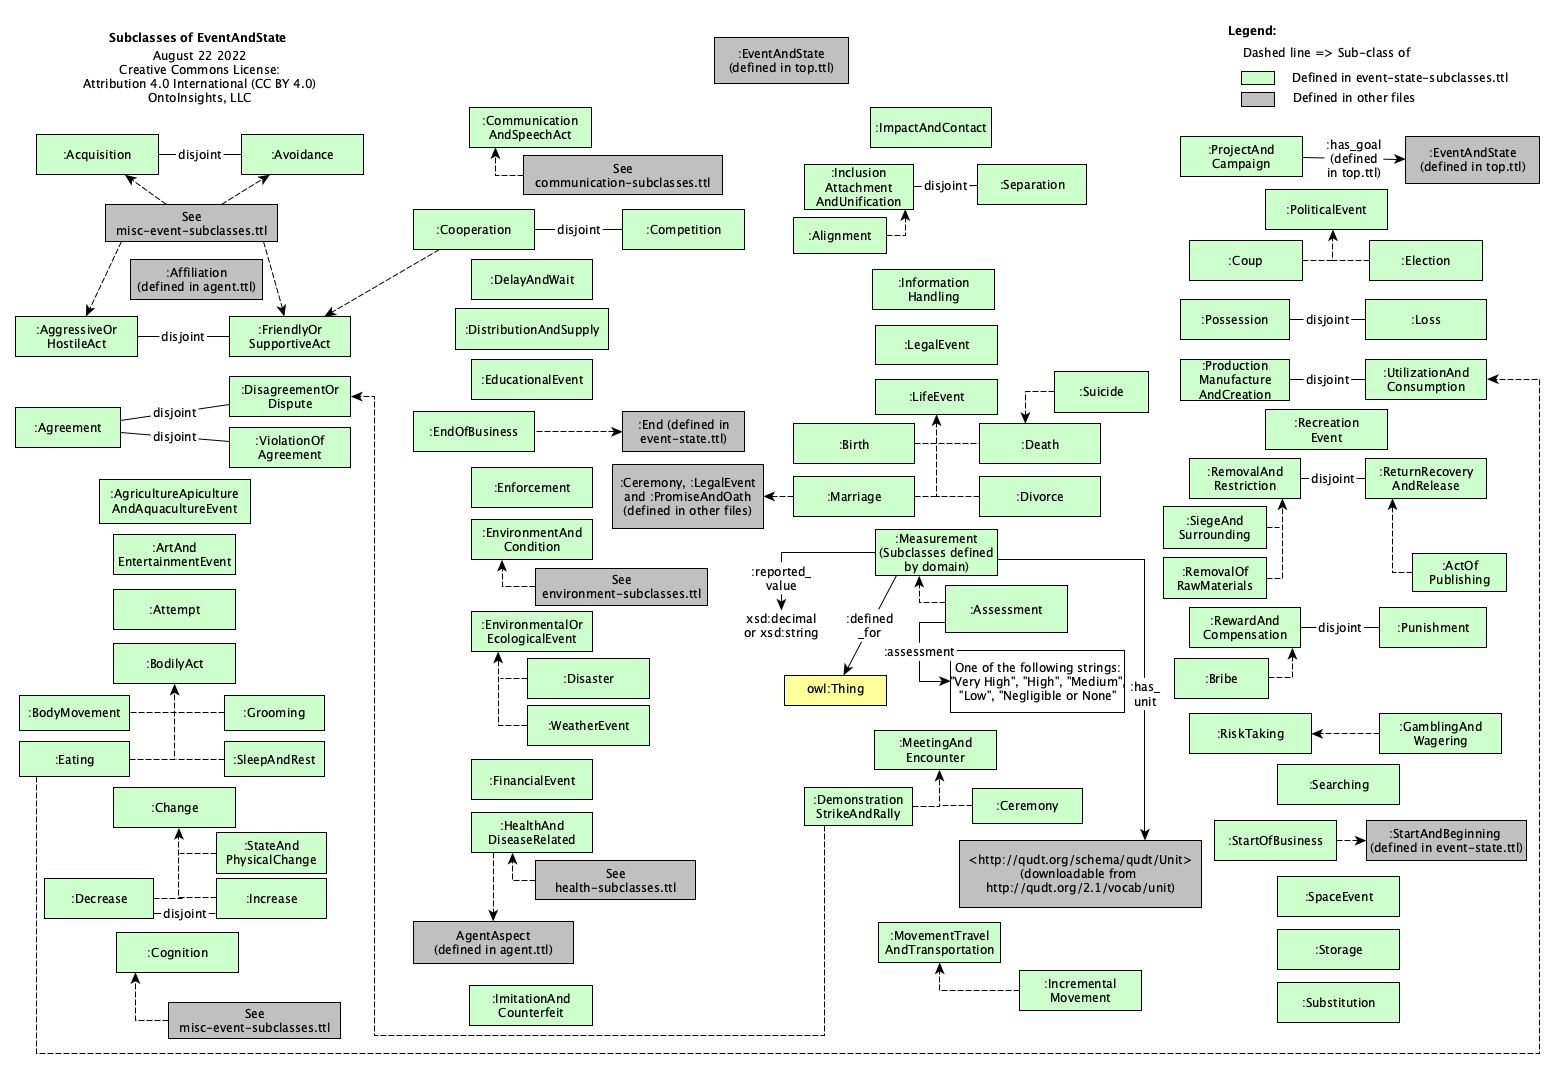 Subclasses of EventAndState
August 22 2022
Creative Commons License:
Attribution 4.0 International (CC BY 4.0)
OntoInsights, LLC
:EventAndState
(defined in top.ttl)
Legend:
Dashed line => Sub-class of
Defined in event-state-subclasses.ttl
Defined in other files
:Acquisition
disjoint
:Avoidance
See
misc-event-subclasses.ttl
:Affiliation
(defined in agent.ttl)
:AggressiveOr
HostileAct
disjoint
:FriendlyOr
SupportiveAct
:Agreement
disjoint
disjoint
:DisagreementOr
Dispute
:ViolationOf
Agreement
:AgricultureApiculture
AndAquacultureEvent
:ArtAnd
EntertainmentEvent
:Attempt
:BodilyAct
:BodyMovement
:Grooming
:Eating
:SleepAndRest
:Change
:StateAnd
PhysicalChange
:Decrease
disjoint
:Increase
:Cognition
See
misc-event-subclasses.ttl
:Communication
AndSpeechAct
See
communication-subclasses.ttl
:Cooperation
disjoint
:Competition
:DelayAndWait
:DistributionAndSupply
:EducationalEvent
:EndOfBusiness
:End (defined in
event-state.ttl)
:Enforcement
:EnvironmentAnd
Condition
See
environment-subclasses.ttl
:EnvironmentalOr
EcologicalEvent
:Disaster
:WeatherEvent
:FinancialEvent
:HealthAnd
DiseaseRelated
See
health-subclasses.ttl
AgentAspect
(defined in agent.ttl)
:ImitationAnd
Counterfeit
:ImpactAndContact
:Inclusion
Attachment
AndUnification
disjoint
:Separation
:Alignment
:Information
Handling
:LegalEvent
:LifeEvent
:Suicide
:Birth
:Death
:Ceremony, :LegalEvent
and :PromiseAndOath
(defined in other files)
:Marriage
:Divorce
:Measurement
(Subclasses defined
by domain)
:reported_
value
xsd:decimal
or xsd:string
:defined
_for
owl:Thing
:Assessment
:assessment
One of the following strings:
"Very High", "High", "Medium",
"Low", "Negligible or None"
:has_
unit
:MeetingAnd
Encounter
:Demonstration
StrikeAndRally
:Ceremony
<http://qudt.org/schema/qudt/Unit>
(downloadable from
http://qudt.org/2.1/vocab/unit)
:MovementTravel
AndTransportation
:Incremental
Movement
:ProjectAnd
Campaign
:has_goal
(defined
in top.ttl)
:EventAndState
(defined in top.ttl)
:PoliticalEvent
:Coup
:Election
:Possession
disjoint
:Loss
:Production
Manufacture
AndCreation
disjoint
:UtilizationAnd
Consumption
:Recreation
Event
:RemovalAnd
Restriction
disjoint
:ReturnRecovery
AndRelease
:SiegeAnd
Surrounding
:RemovalOf
RawMaterials
:ActOf
Publishing
:RewardAnd
Compensation
disjoint
:Punishment
:Bribe
:RiskTaking
:GamblingAnd
Wagering
:Searching
:StartOfBusiness
:StartAndBeginning
(defined in event-state.ttl)
:SpaceEvent
:Storage
:Substitution